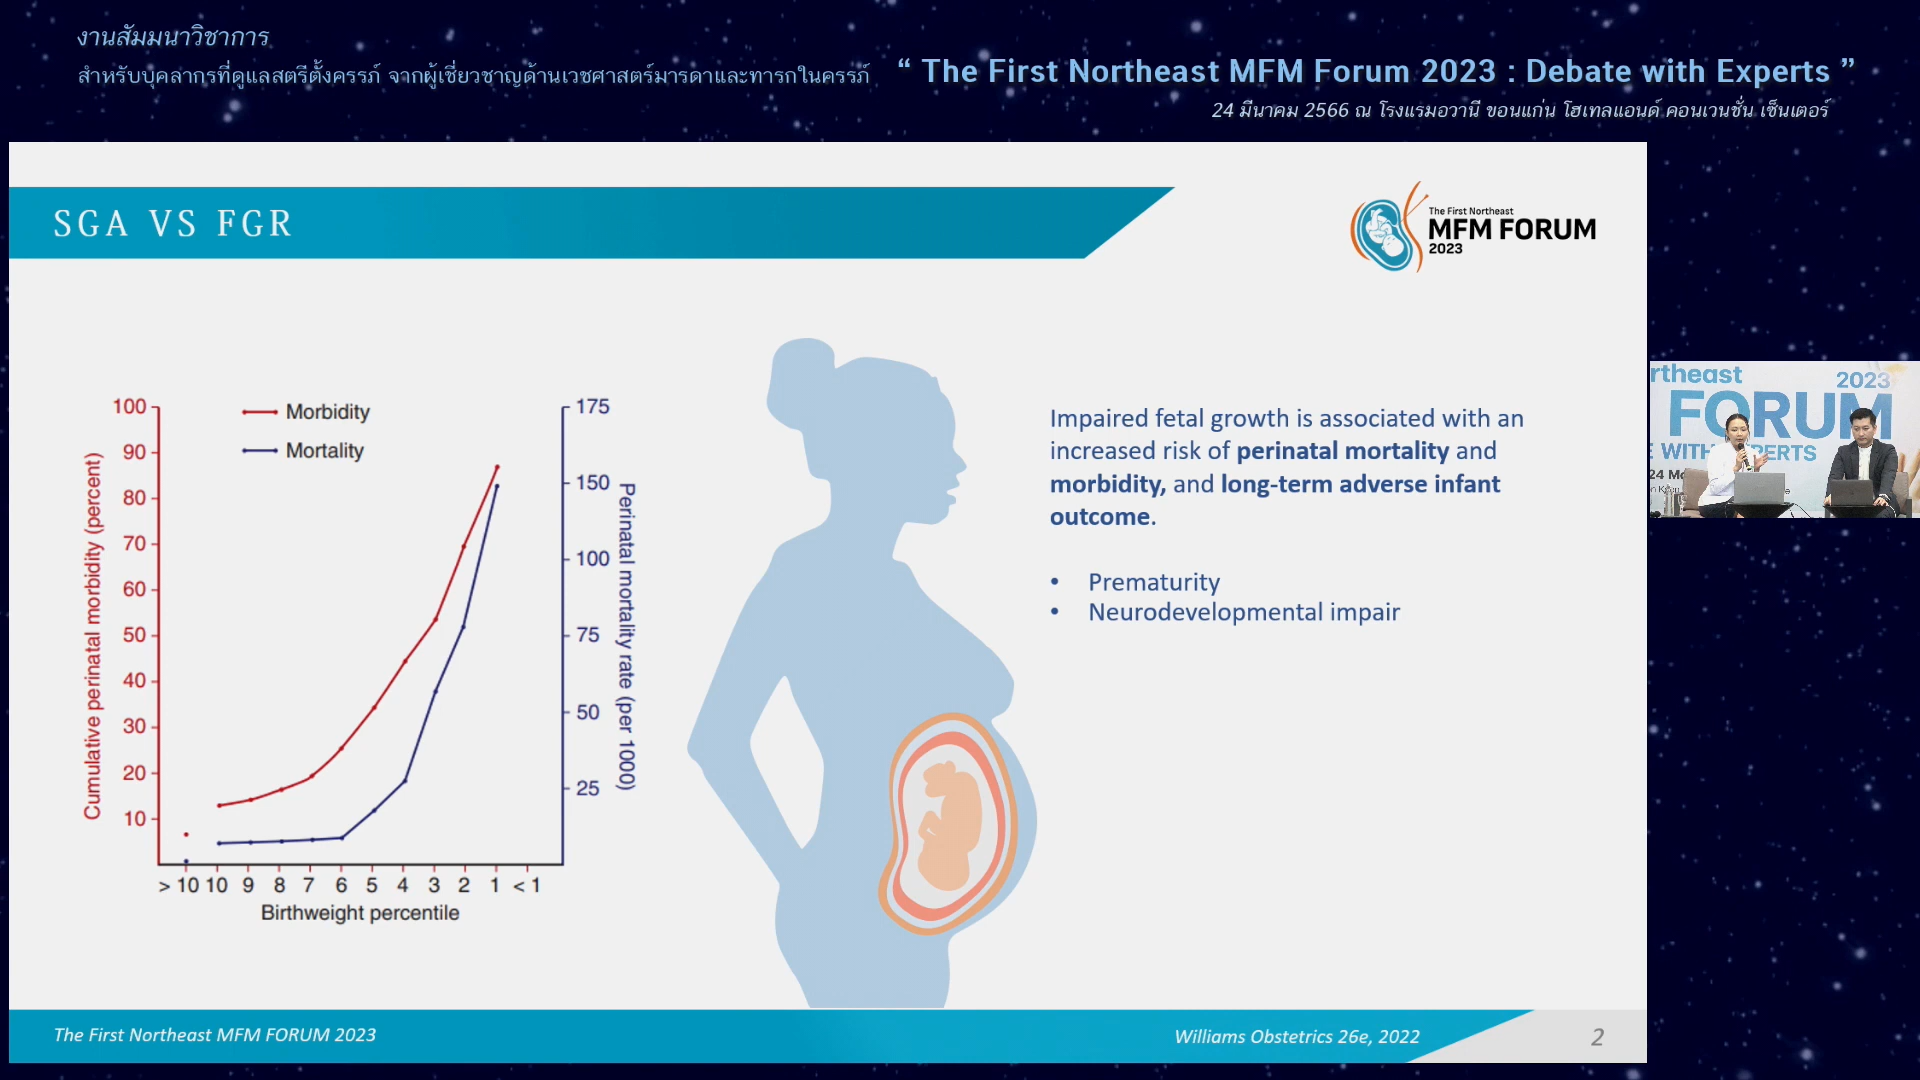 งานสัมมนาวิชาการ
สำหรับบุคลากรที่ดูแลสตรีตั้งครรภ์ จากผู้เชี่ยวชาญด้านเวชศาสตร์มารดาและทารกในครรภ์
“ The First Northeast MFM Forum 2023 : Debate with Experts ”
24 มีนาคม 2566 ณ โรงแรมอวานี ขอนแก่น โฮเทลแอนด์ คอนเวนชั่น เซ็นเตอร์
SGA VS FGR
The First Northeast
MFM FORUM
2023
Morbidity
Mortality
Cumulative perinatal morbidity (percent)
100
90
80
70
60
50
40
30
20
10
175
150
100
75
50
25
Perinatal mortality rate (per 1000)
> 10 10 9 8 7 6 5 4 3 2 1 < 1
Birthweight percentile
Impaired fetal growth is associated with an
increased risk of perinatal mortality and
morbidity, and long-term adverse infant
outcome.
• Prematurity
• Neurodevelopmental impair
rtheast 2023
FORUM
WITH EXPERTS
The First Northeast MFM FORUM 2023
Williams Obstetrics 26e, 2022
2